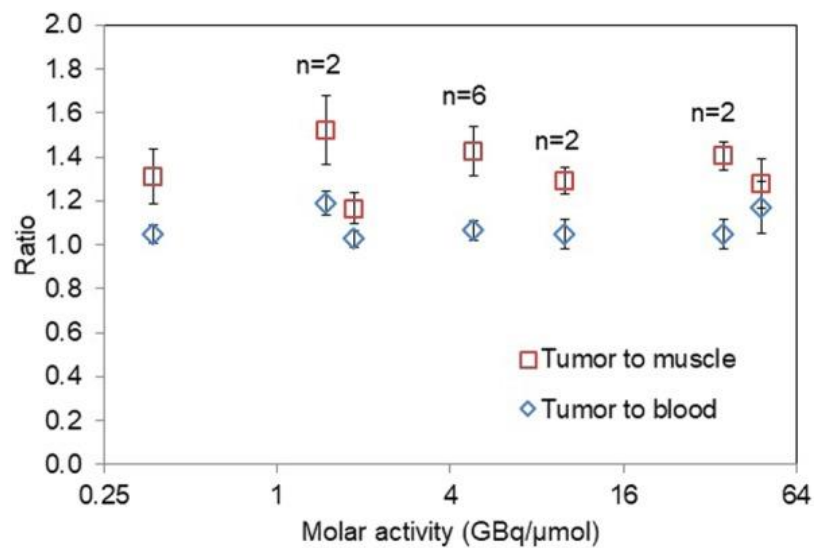 2.0
1.8
1.6
1.4
1.2
1.0
0.8
0.6
0.4
0.2
0.0
Ratio
n=2
n=6
n=2
n=2
Tumor to muscle
Tumor to blood
0.25 1 4 16 64
Molar activity (GBq/μmol)